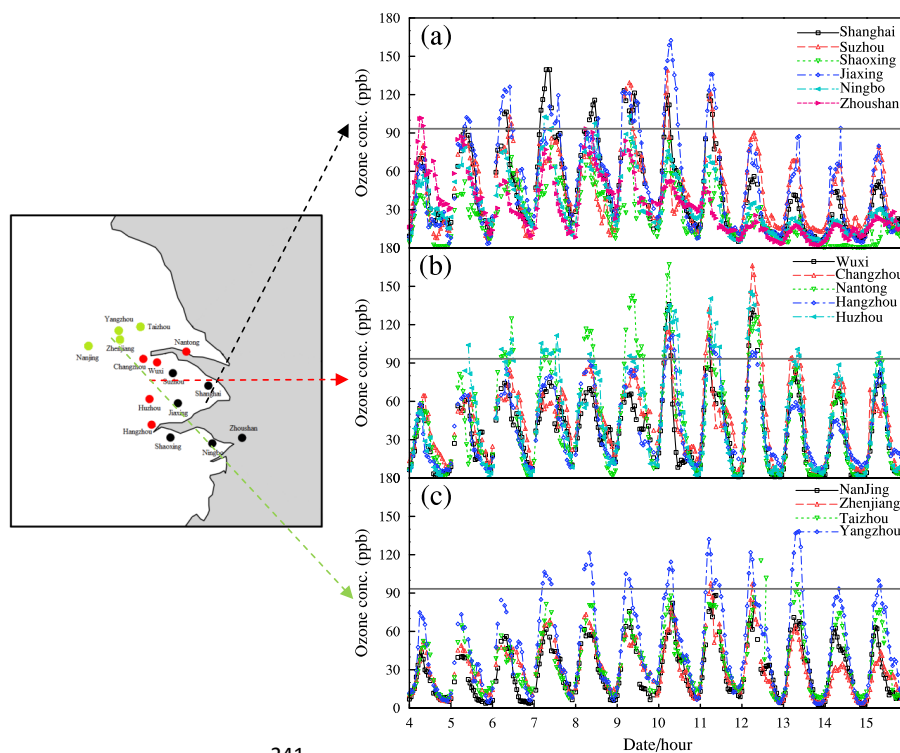 Yangzhou
Taizhou
Zhenjiang
Nanjing
Nantong
Changzhou
Wuxi
Suzhou
Shanghai
Huzhou
Jiaxing
Hangzhou
Zhoushan
Shaoxing
Ningbo
241
(a)
Shanghai
Suzhou
Shaoxing
Jiaxing
Ningbo
Zhoushan
Ozone conc. (ppb)
180
150
120
90
60
30
(b)
Wuxi
Changzhou
Nantong
Hangzhou
Huzhou
Ozone conc. (ppb)
180
150
120
90
60
30
(c)
NanJing
Zhenjiang
Taizhou
Yangzhou
Ozone conc. (ppb)
180
150
120
90
60
30
0
4 5 6 7 8 9 10 11 12 13 14 15
Date/hour